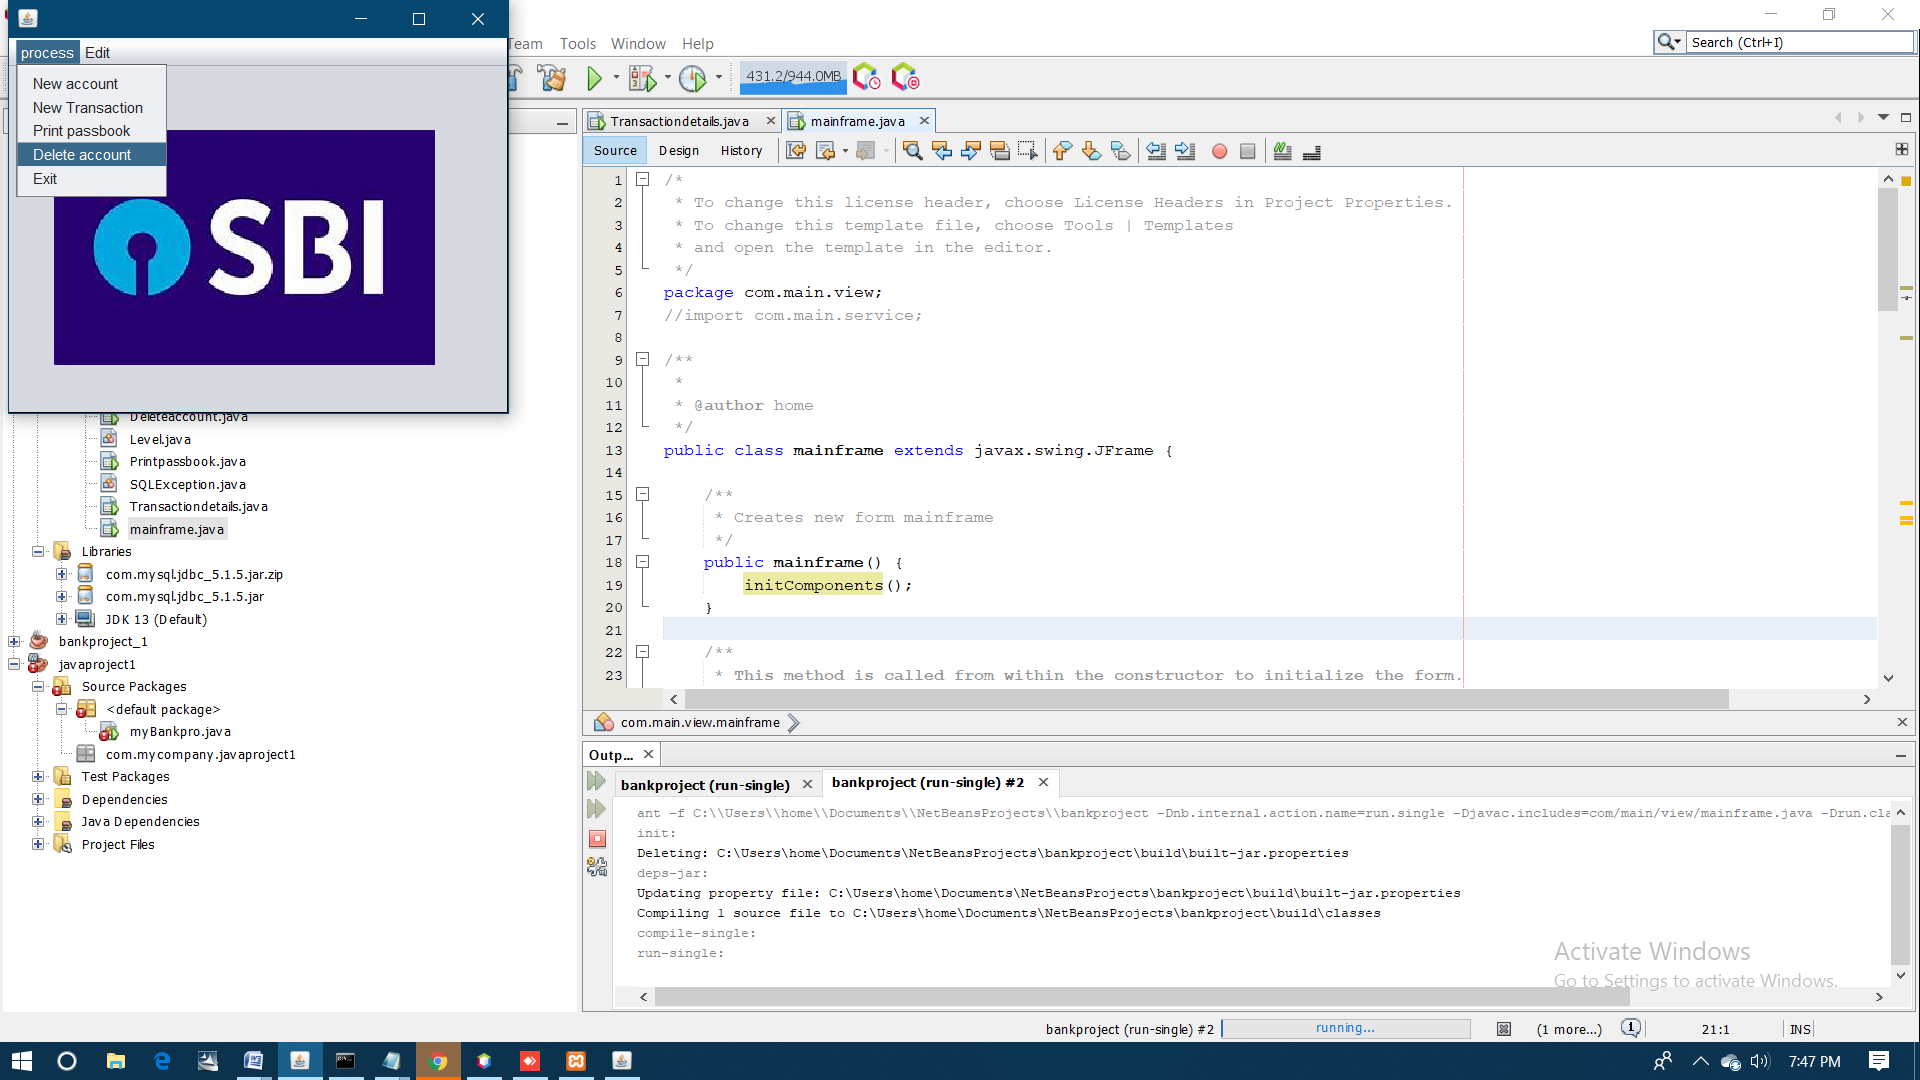 process Edit
New account
New Transaction
Print passbook
Delete account
Exit
SBI
Team Tools Window Help
Search (Ctrl+I)
431.2/944.0MB
Deleteaccount.java
Level.java
Printpassbook.java
SQLException.java
Transactiondetails.java
mainframe.java
Libraries
com.mysql.jdbc_5.1.5.jar.zip
com.mysql.jdbc_5.1.5.jar
JDK 13 (Default)
bankproject_1
javaproject1
Source Packages
<default package>
myBankpro.java
com.mycompany.javaproject1
Test Packages
Dependencies
Java Dependencies
Project Files
Transactiondetails.java mainframe.java
Source Design History
1 /*
2 * To change this license header, choose License Headers in Project Properties.
3 * To change this template file, choose Tools | Templates
4 * and open the template in the editor.
5 */
6 package com.main.view;
7 //import com.main.service;
8
9 /**
10 *
11 * @author home
12 */
13 public class mainframe extends javax.swing.JFrame {
14
15 /**
16 * Creates new form mainframe
17 */
18 public mainframe() {
19 initComponents();
20 }
21
22 /**
23 * This method is called from within the constructor to initialize the form.
com.main.view.mainframe
Outp...
bankproject (run-single) bankproject (run-single) #2
ant -f C:\\Users\\home\\Documents\\NetBeansProjects\\bankproject -Dnb.internal.action.name=run.single -Djavac.includes=com/main/view/mainframe.java -Drun.cla
init:
Deleting: C:\Users\home\Documents\NetBeansProjects\bankproject\build\built-jar.properties
deps-jar:
Updating property file: C:\Users\home\Documents\NetBeansProjects\bankproject\build\built-jar.properties
Compiling 1 source file to C:\Users\home\Documents\NetBeansProjects\bankproject\build\classes
compile-single:
run-single:
Activate Windows
Go to Settings to activate Windows.
bankproject (run-single) #2 running... (1 more...) 1 21:1 INS
7:47 PM